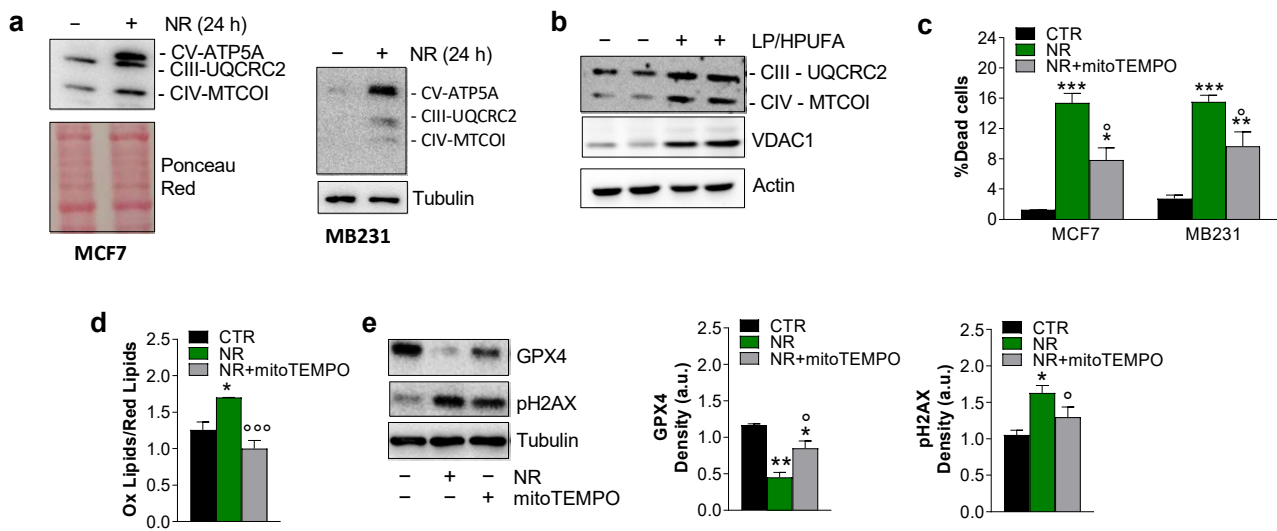 a
– + NR (24 h)
- CV-ATP5A
- CIII-UQCRC2
- CIV-MTCOI
Ponceau
Red
MCF7
– + NR (24 h)
- CV-ATP5A
- CIII-UQCRC2
- CIV-MTCOI
Tubulin
MB231
b
– – + + LP/HPUFA
- CIII - UQCRC2
- CIV - MTCOI
VDAC1
Actin
c
CTR
NR
NR+mitoTEMPO
%Dead cells
24
20
16
12
8
4
0
*** ° * *** ° **
MCF7 MB231
d
CTR
NR
NR+mitoTEMPO
Ox Lipids/Red Lipids
2.5
2.0
1.5
1.0
0.5
0.0
* °°°
e
GPX4
pH2AX
Tubulin
– + – NR
– – + mitoTEMPO
CTR
NR
NR+mitoTEMPO
GPX4
Density (a.u.)
2.5
2.0
1.5
1.0
0.5
0.0
** ° *
CTR
NR
NR+mitoTEMPO
pH2AX
Density (a.u.)
2.5
2.0
1.5
1.0
0.5
0.0
* °